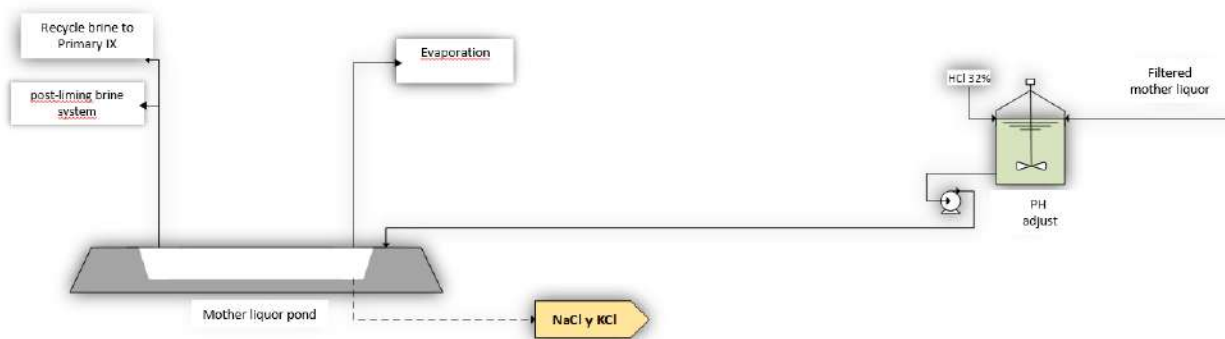 Recycle brine to
Primary IX
post-liming brine
system
Evaporation
HCl 32%
Filtered
mother liquor
PH
adjust
Mother liquor pond
NaCl y KCl